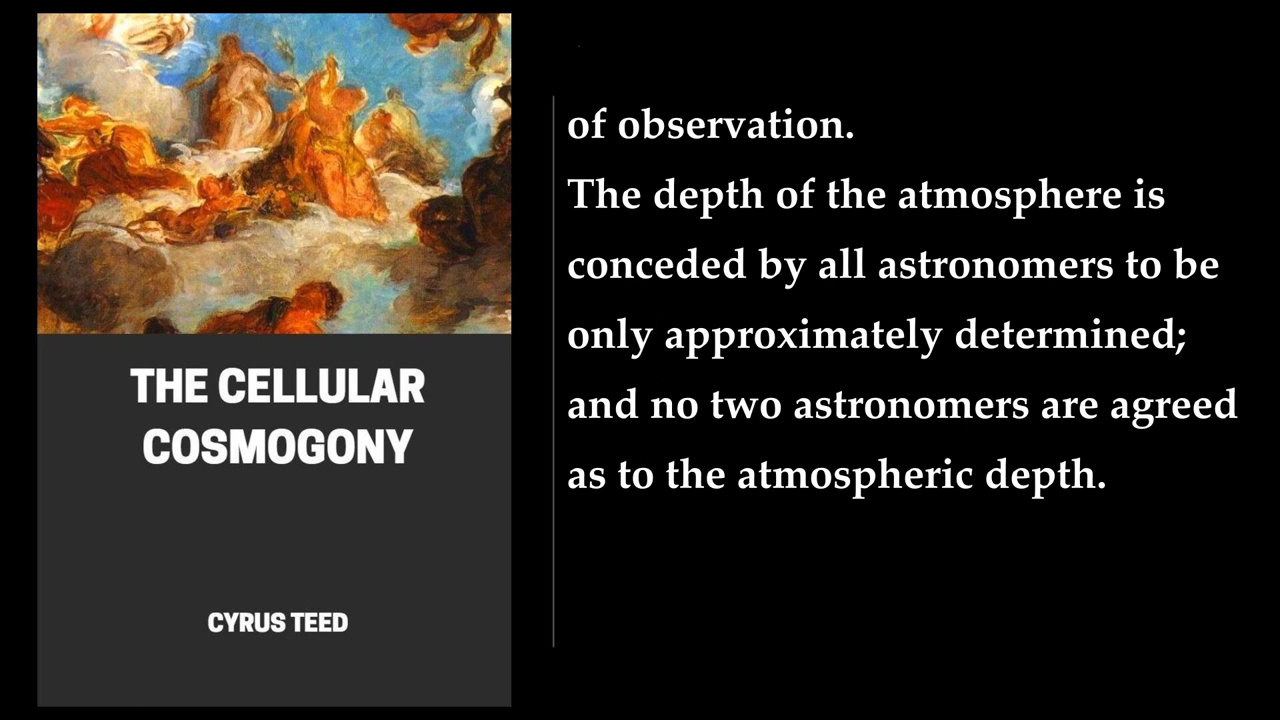 THE CELLULAR
COSMOGONY
CYRUS TEED
of observation.
The depth of the atmosphere is
conceded by all astronomers to be
only approximately determined;
and no two astronomers are agreed
as to the atmospheric depth.